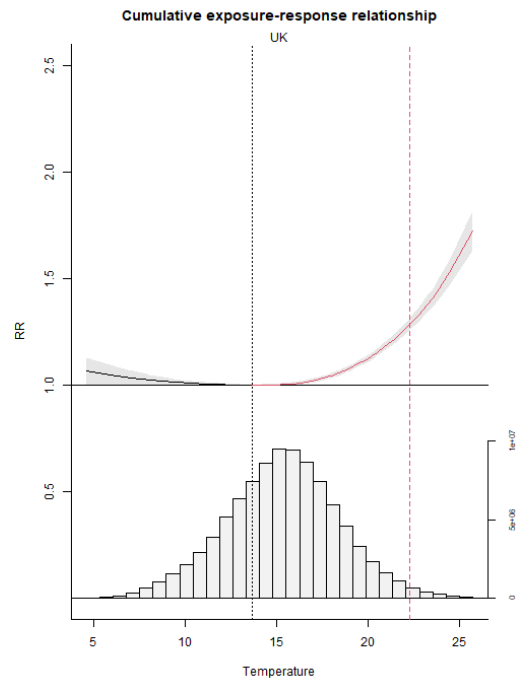 Cumulative exposure-response relationship
UK
2.5
2.0
1.5
1.0
0.5
RR
1e+07
5e+06
0
5 10 15 20 25
Temperature